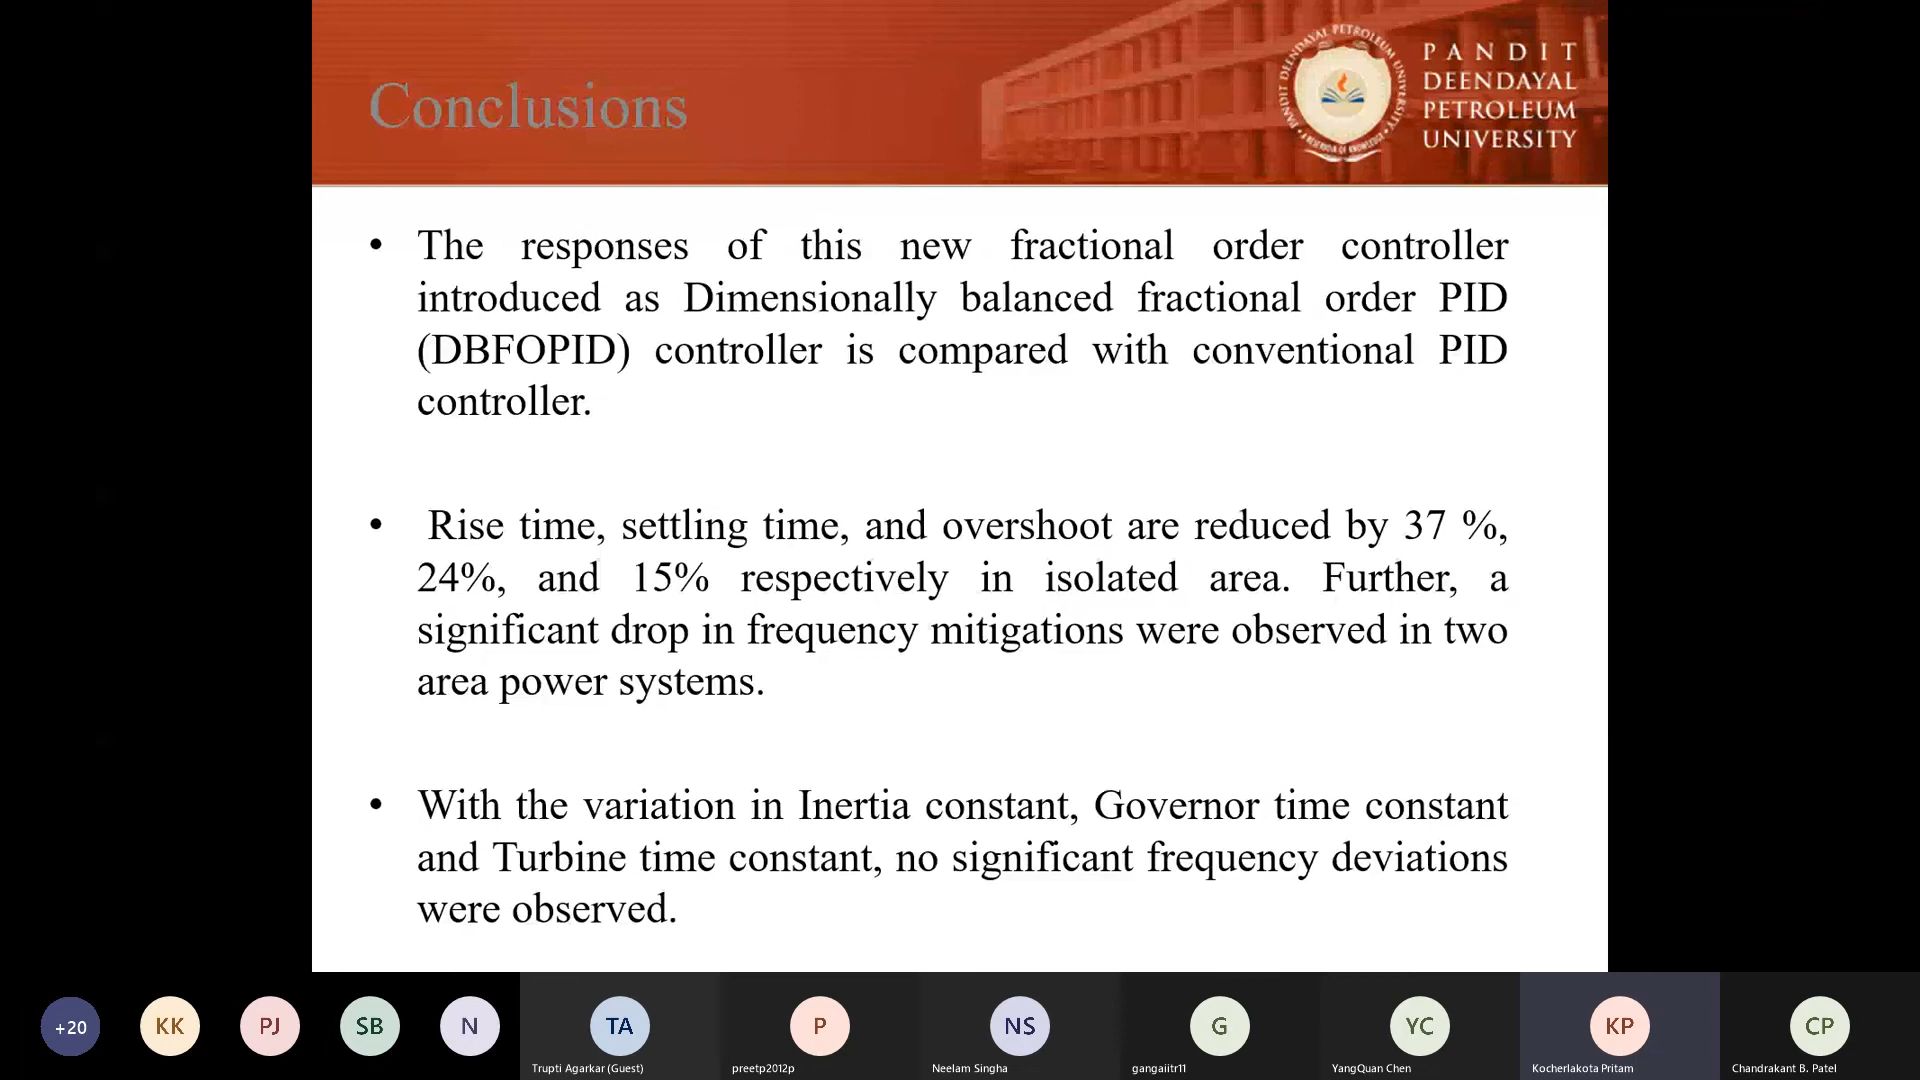 Conclusions
PANDIT
DEENDAYAL
PETROLEUM
UNIVERSITY
PANDIT DEENDAYAL PETROLEUM UNIVERSITY
• The responses of this new fractional order controller
introduced as Dimensionally balanced fractional order PID
(DBFOPID) controller is compared with conventional PID
controller.
• Rise time, settling time, and overshoot are reduced by 37 %,
24%, and 15% respectively in isolated area. Further, a
significant drop in frequency mitigations were observed in two
area power systems.
• With the variation in Inertia constant, Governor time constant
and Turbine time constant, no significant frequency deviations
were observed.
+20
KK
PJ
SB
N
TA
P
NS
G
YC
KP
CP
Trupti Agarkar (Guest)
preetp2012p
Neelam Singha
gangaiitr11
YangQuan Chen
Kocherlakota Pritam
Chandrakant B. Patel